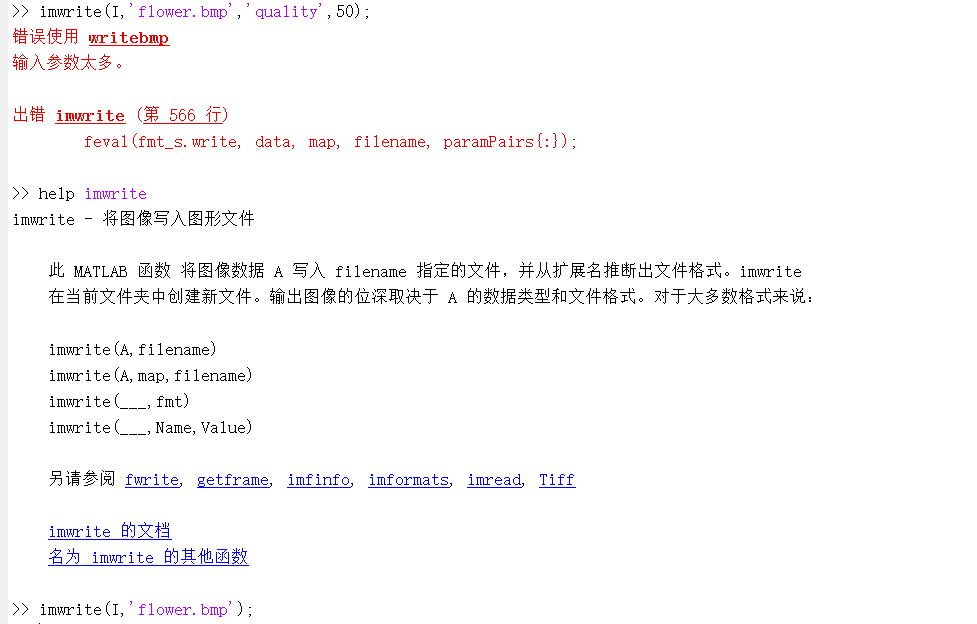 >> imwrite(I,'flower.bmp','quality',50);
错误使用 writebmp
输入参数太多。
出错 imwrite (第 566 行)
feval(fmt_s.write, data, map, filename, paramPairs{:});
>> help imwrite
imwrite - 将图像写入图形文件
此 MATLAB 函数 将图像数据 A 写入 filename 指定的文件，并从扩展名推断出文件格式。imwrite
在当前文件夹中创建新文件。输出图像的位深取决于 A 的数据类型和文件格式。对于大多数格式来说：
imwrite(A,filename)
imwrite(A,map,filename)
imwrite(___,fmt)
imwrite(___,Name,Value)
另请参阅 fwrite, getframe, imfinfo, imformats, imread, Tiff
imwrite 的文档
名为 imwrite 的其他函数
>> imwrite(I,'flower.bmp');